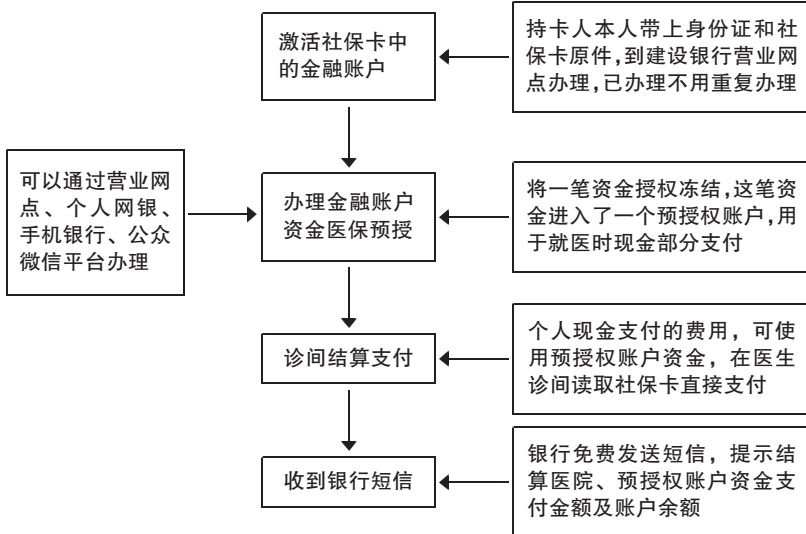 激活社保卡中
的金融账户
持卡人本人带上身份证和社
保卡原件，到建设银行营业网
点办理，已办理不用重复办理
可以通过营业网
点、个人网银、
手机银行、公众
微信平台办理
办理金融账户
资金医保预授
将一笔资金授权冻结，这笔资
金进入了一个预授权账户，用
于就医时现金部分支付
诊间结算支付
个人现金支付的费用，可使
用预授权账户资金，在医生
诊间读取社保卡直接支付
收到银行短信
银行免费发送短信，提示结
算医院、预授权账户资金支
付金额及账户余额